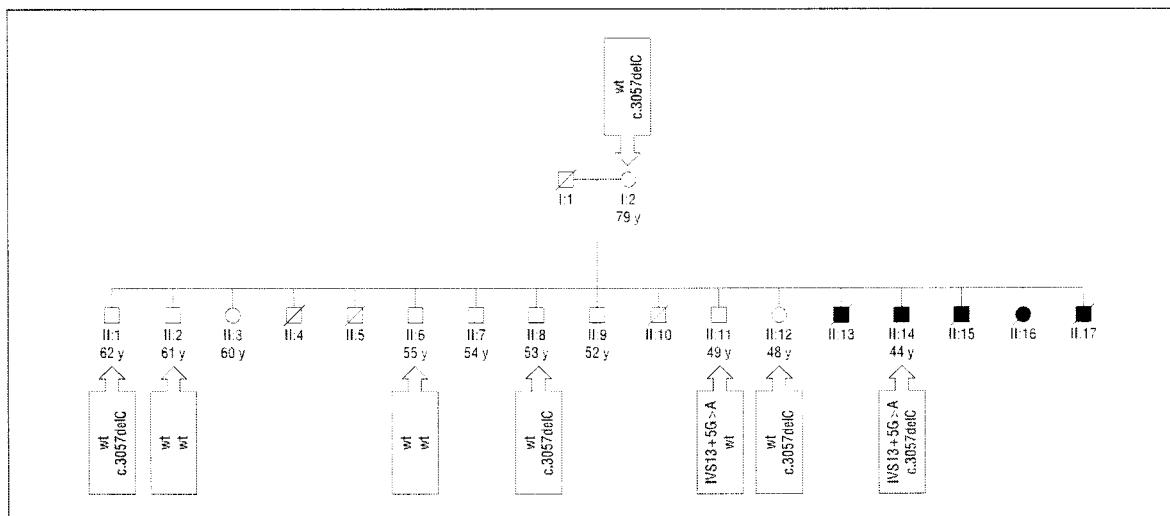 wt
c.3057delC
I:1
I:2
79 y
II:1
II:2
II:3
II:4
II:5
II:6
II:7
II:8
II:9
II:10
II:11
II:12
II:13
II:14
II:15
II:16
II:17
62 y
61 y
60 y
55 y
54 y
53 y
52 y
49 y
48 y
44 y
wt
c.3057delC
wt
wt
wt
wt
wt
c.3057delC
IVS13+5G>A
wt
wt
c.3057delC
IVS13+5G>A
c.3057delC